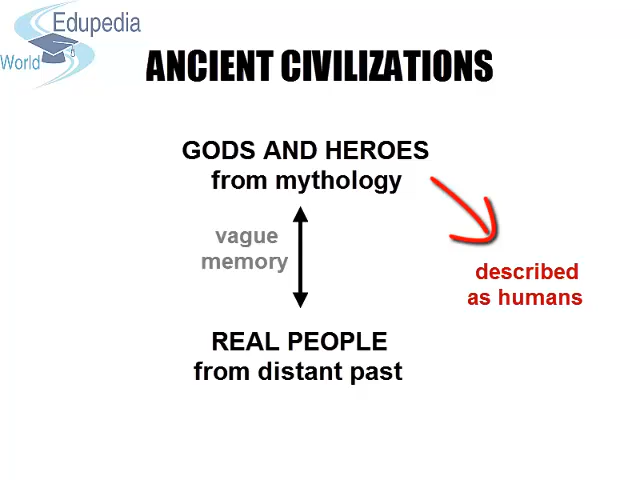 Edupedia
World
ANCIENT CIVILIZATIONS
GODS AND HEROES
from mythology
vague
memory
described
as humans
REAL PEOPLE
from distant past